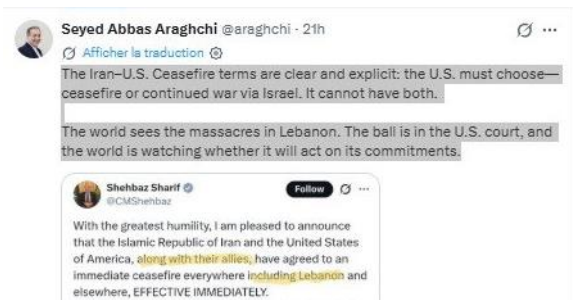 Seyed Abbas Araghchi @araghchi · 21h
Afficher la traduction
The Iran–U.S. Ceasefire terms are clear and explicit: the U.S. must choose—
ceasefire or continued war via Israel. It cannot have both.
The world sees the massacres in Lebanon. The ball is in the U.S. court, and
the world is watching whether it will act on its commitments.
Shehbaz Sharif
Follow
@CMShehbaz
With the greatest humility, I am pleased to announce
that the Islamic Republic of Iran and the United States
of America, along with their allies, have agreed to an
immediate ceasefire everywhere including Lebanon and
elsewhere, EFFECTIVE IMMEDIATELY.